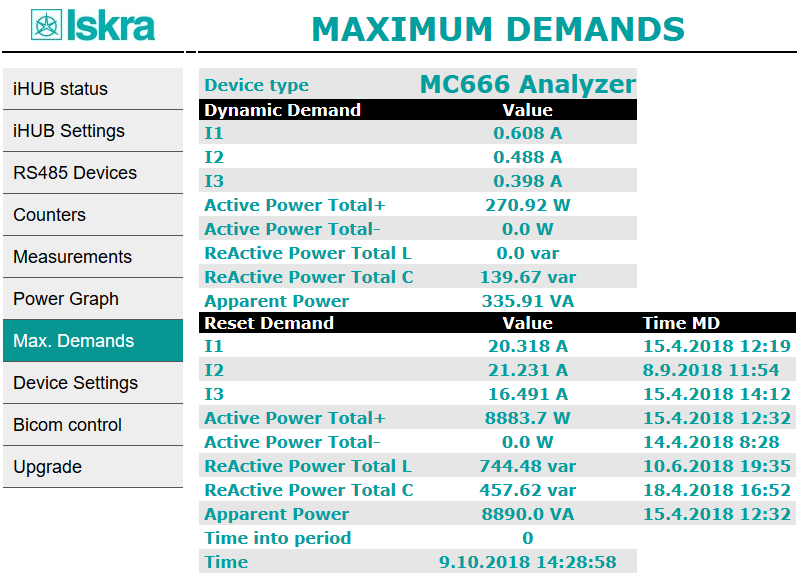 Iskra
MAXIMUM DEMANDS
iHUB status
iHUB Settings
RS485 Devices
Counters
Measurements
Power Graph
Max. Demands
Device Settings
Bicom control
Upgrade
Device type MC666 Analyzer
Dynamic Demand Value
I1 0.608 A
I2 0.488 A
I3 0.398 A
Active Power Total+ 270.92 W
Active Power Total- 0.0 W
ReActive Power Total L 0.0 var
ReActive Power Total C 139.67 var
Apparent Power 335.91 VA
Reset Demand Value Time MD
I1 20.318 A 15.4.2018 12:19
I2 21.231 A 8.9.2018 11:54
I3 16.491 A 15.4.2018 14:12
Active Power Total+ 8883.7 W 15.4.2018 12:32
Active Power Total- 0.0 W 14.4.2018 8:28
ReActive Power Total L 744.48 var 10.6.2018 19:35
ReActive Power Total C 457.62 var 18.4.2018 16:52
Apparent Power 8890.0 VA 15.4.2018 12:32
Time into period 0
Time 9.10.2018 14:28:58